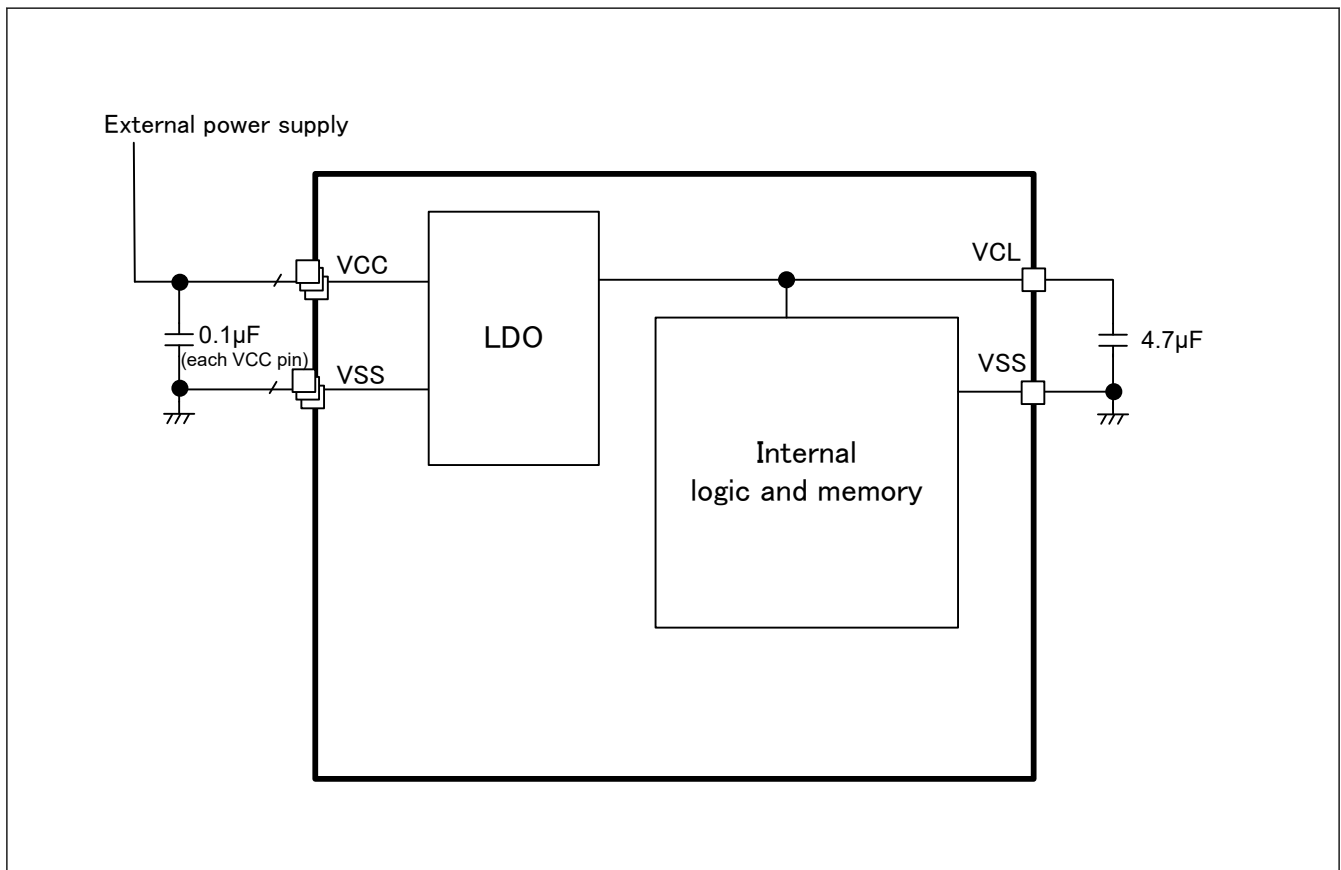 External power supply
VCC
VCL
0.1µF
(each VCC pin)
LDO
4.7µF
VSS
VSS
Internal
logic and memory